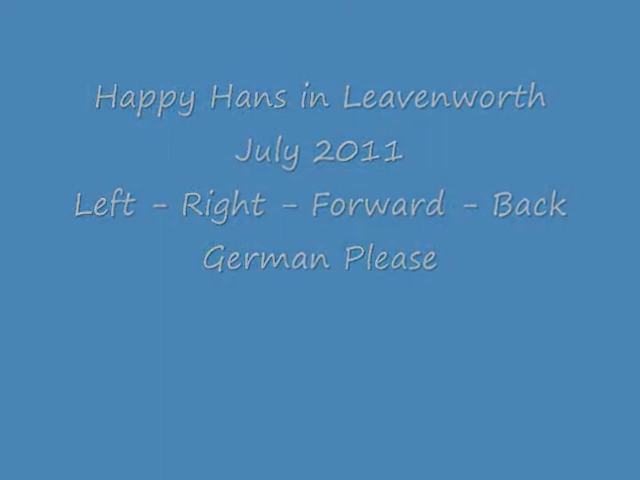 Happy Hans in Leavenworth
July 2011
Left - Right - Forward - Back
German Please